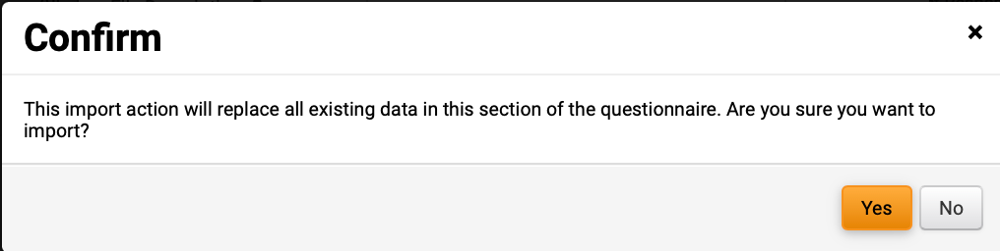 Confirm
This import action will replace all existing data in this section of the questionnaire. Are you sure you want to
import?
Yes
No